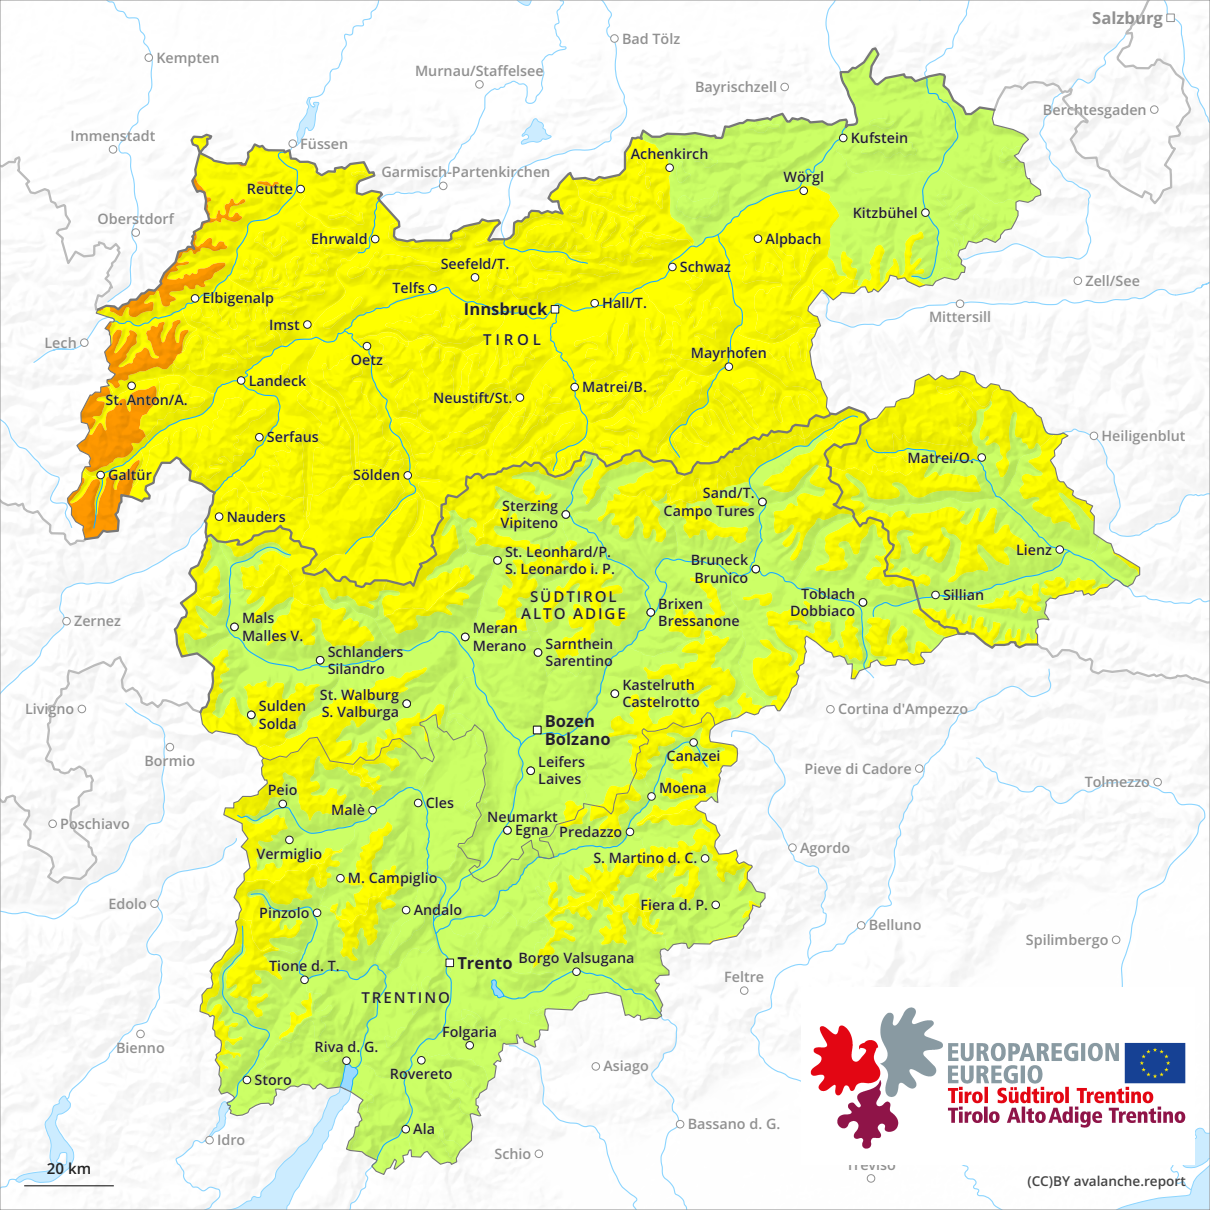 Salzburg
Bad Tölz
Kempten
Murnau/Staffelsee
Bayrischzell
Berchtesgaden
Immenstadt
Füssen
Kufstein
Achenkirch
Garmisch-Partenkirchen
Wörgl
Reutte
Oberstdorf
Kitzbühel
Ehrwald
Alpbach
Seefeld/T.
Schwaz
Zell/See
Telfs
Elbigenalp
Innsbruck
Hall/T.
Mittersill
Imst
Lech
TIROL
Oetz
Mayrhofen
Landeck
Matrei/B.
St. Anton/A.
Neustift/St.
Serfaus
Heiligenblut
Matrei/O.
Galtür
Sölden
Sand/T.
Campo Tures
Sterzing
Vipiteno
Nauders
Lienz
St. Leonhard/P.
S. Leonardo i. P.
Bruneck
Brunico
SÜDTIROL
ALTO ADIGE
Toblach
Dobbiaco
Sillian
Brixen
Bressanone
Zernez
Mals
Malles V.
Meran
Merano
Sarnthein
Sarentino
Schlanders
Silandro
Kastelruth
Castelrotto
St. Walburg
S. Valburga
Livigno
Sulden
Solda
Cortina d'Ampezzo
Bozen
Bolzano
Bormio
Canazei
Leifers
Laives
Pieve di Cadore
Tolmezzo
Peio
Moena
Malè
Cles
Neumarkt
Egna
Predazzo
Poschiavo
Vermiglio
S. Martino d. C.
Agordo
M. Campiglio
Edolo
Pinzolo
Andalo
Fiera d. P.
Belluno
Spilimbergo
Trento
Borgo Valsugana
Tione d. T.
Feltre
TRENTINO
Folgaria
Bienno
Riva d. G.
Rovereto
Asiago
Storo
EUROPAREGION
EUREGIO
Tirol Südtirol Trentino
Tirolo Alto Adige Trentino
Ala
Bassano d. G.
Idro
Schio
Treviso
20 km
(CC)BY avalanche.report